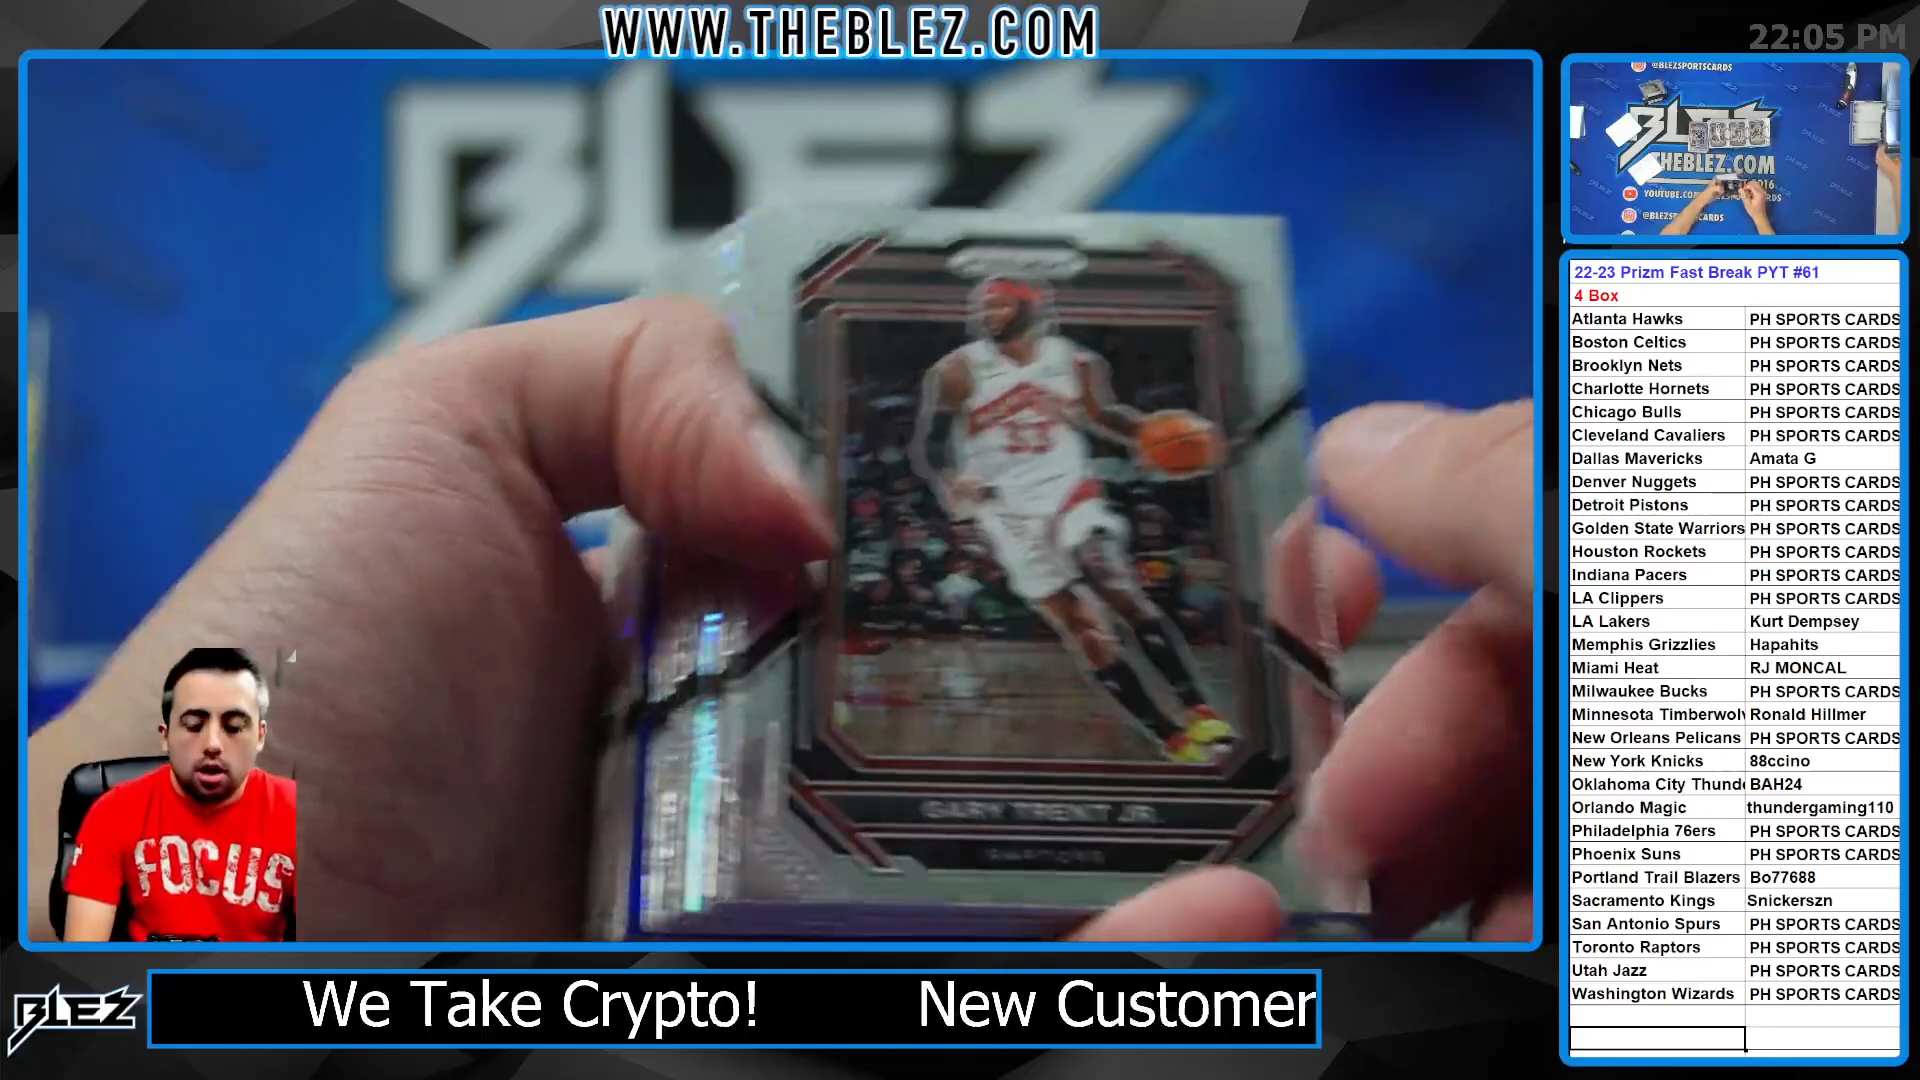 WWW.THEBLEZ.COM
22:05 PM
BLEZ
@BLEZSPORTSCARDS
BLEZ
THEBLEZ.COM
GARY TRENT JR.
RAPTORS
FOCUS
22-23 Prizm Fast Break PYT #61
4 Box
Atlanta Hawks PH SPORTS CARDS
Boston Celtics PH SPORTS CARDS
Brooklyn Nets PH SPORTS CARDS
Charlotte Hornets PH SPORTS CARDS
Chicago Bulls PH SPORTS CARDS
Cleveland Cavaliers PH SPORTS CARDS
Dallas Mavericks Amata G
Denver Nuggets PH SPORTS CARDS
Detroit Pistons PH SPORTS CARDS
Golden State Warriors PH SPORTS CARDS
Houston Rockets PH SPORTS CARDS
Indiana Pacers PH SPORTS CARDS
LA Clippers PH SPORTS CARDS
LA Lakers Kurt Dempsey
Memphis Grizzlies Hapahits
Miami Heat RJ MONCAL
Milwaukee Bucks PH SPORTS CARDS
Minnesota Timberwolv Ronald Hillmer
New Orleans Pelicans PH SPORTS CARDS
New York Knicks 88ccino
Oklahoma City Thunde BAH24
Orlando Magic thundergaming110
Philadelphia 76ers PH SPORTS CARDS
Phoenix Suns PH SPORTS CARDS
Portland Trail Blazers Bo77688
Sacramento Kings Snickerszn
San Antonio Spurs PH SPORTS CARDS
Toronto Raptors PH SPORTS CARDS
Utah Jazz PH SPORTS CARDS
Washington Wizards PH SPORTS CARDS
BLEZ
We Take Crypto! New Customer